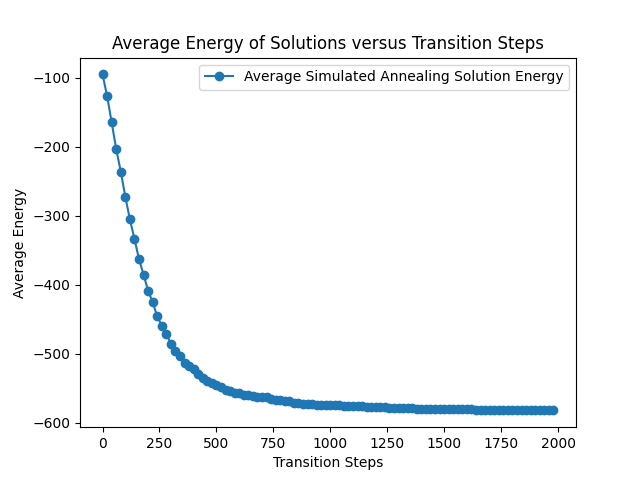 Average Energy of Solutions versus Transition Steps
Average Simulated Annealing Solution Energy
−100
−200
−300
−400
−500
−600
Average Energy
0 250 500 750 1000 1250 1500 1750 2000
Transition Steps